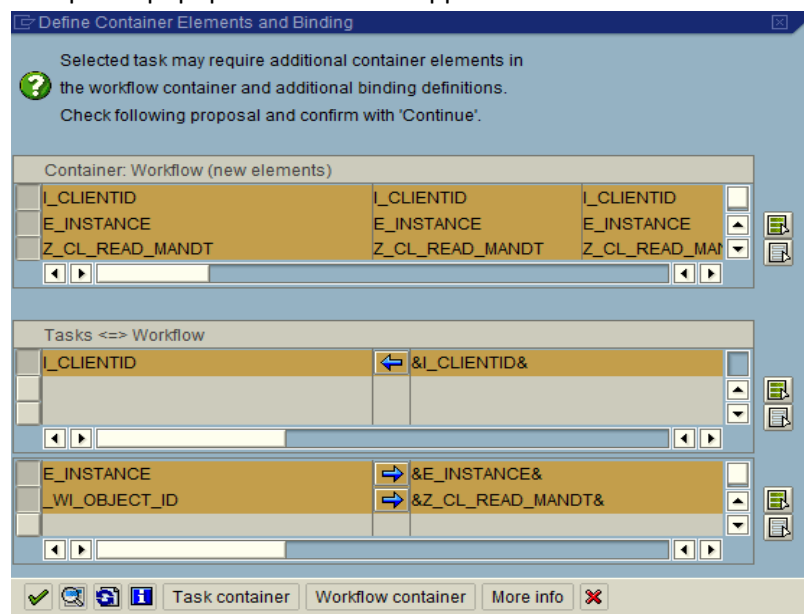 Define Container Elements and Binding
Selected task may require additional container elements in
the workflow container and additional binding definitions.
Check following proposal and confirm with 'Continue'.
Container: Workflow (new elements)
I_CLIENTID I_CLIENTID I_CLIENTID
E_INSTANCE E_INSTANCE E_INSTANCE
Z_CL_READ_MANDT Z_CL_READ_MANDT Z_CL_READ_MAN
Tasks <=> Workflow
I_CLIENTID &I_CLIENTID&
E_INSTANCE &E_INSTANCE&
_WI_OBJECT_ID &Z_CL_READ_MANDT&
Task container Workflow container More info